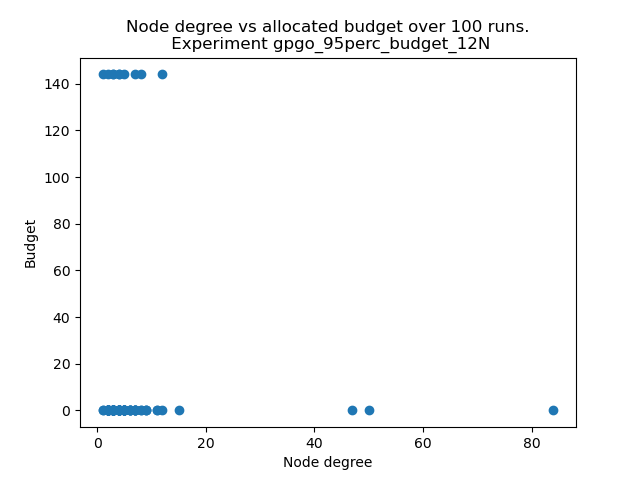 Node degree vs allocated budget over 100 runs.
Experiment gpgo_95perc_budget_12N
140
120
100
80
60
40
20
0
Budget
0 20 40 60 80
Node degree